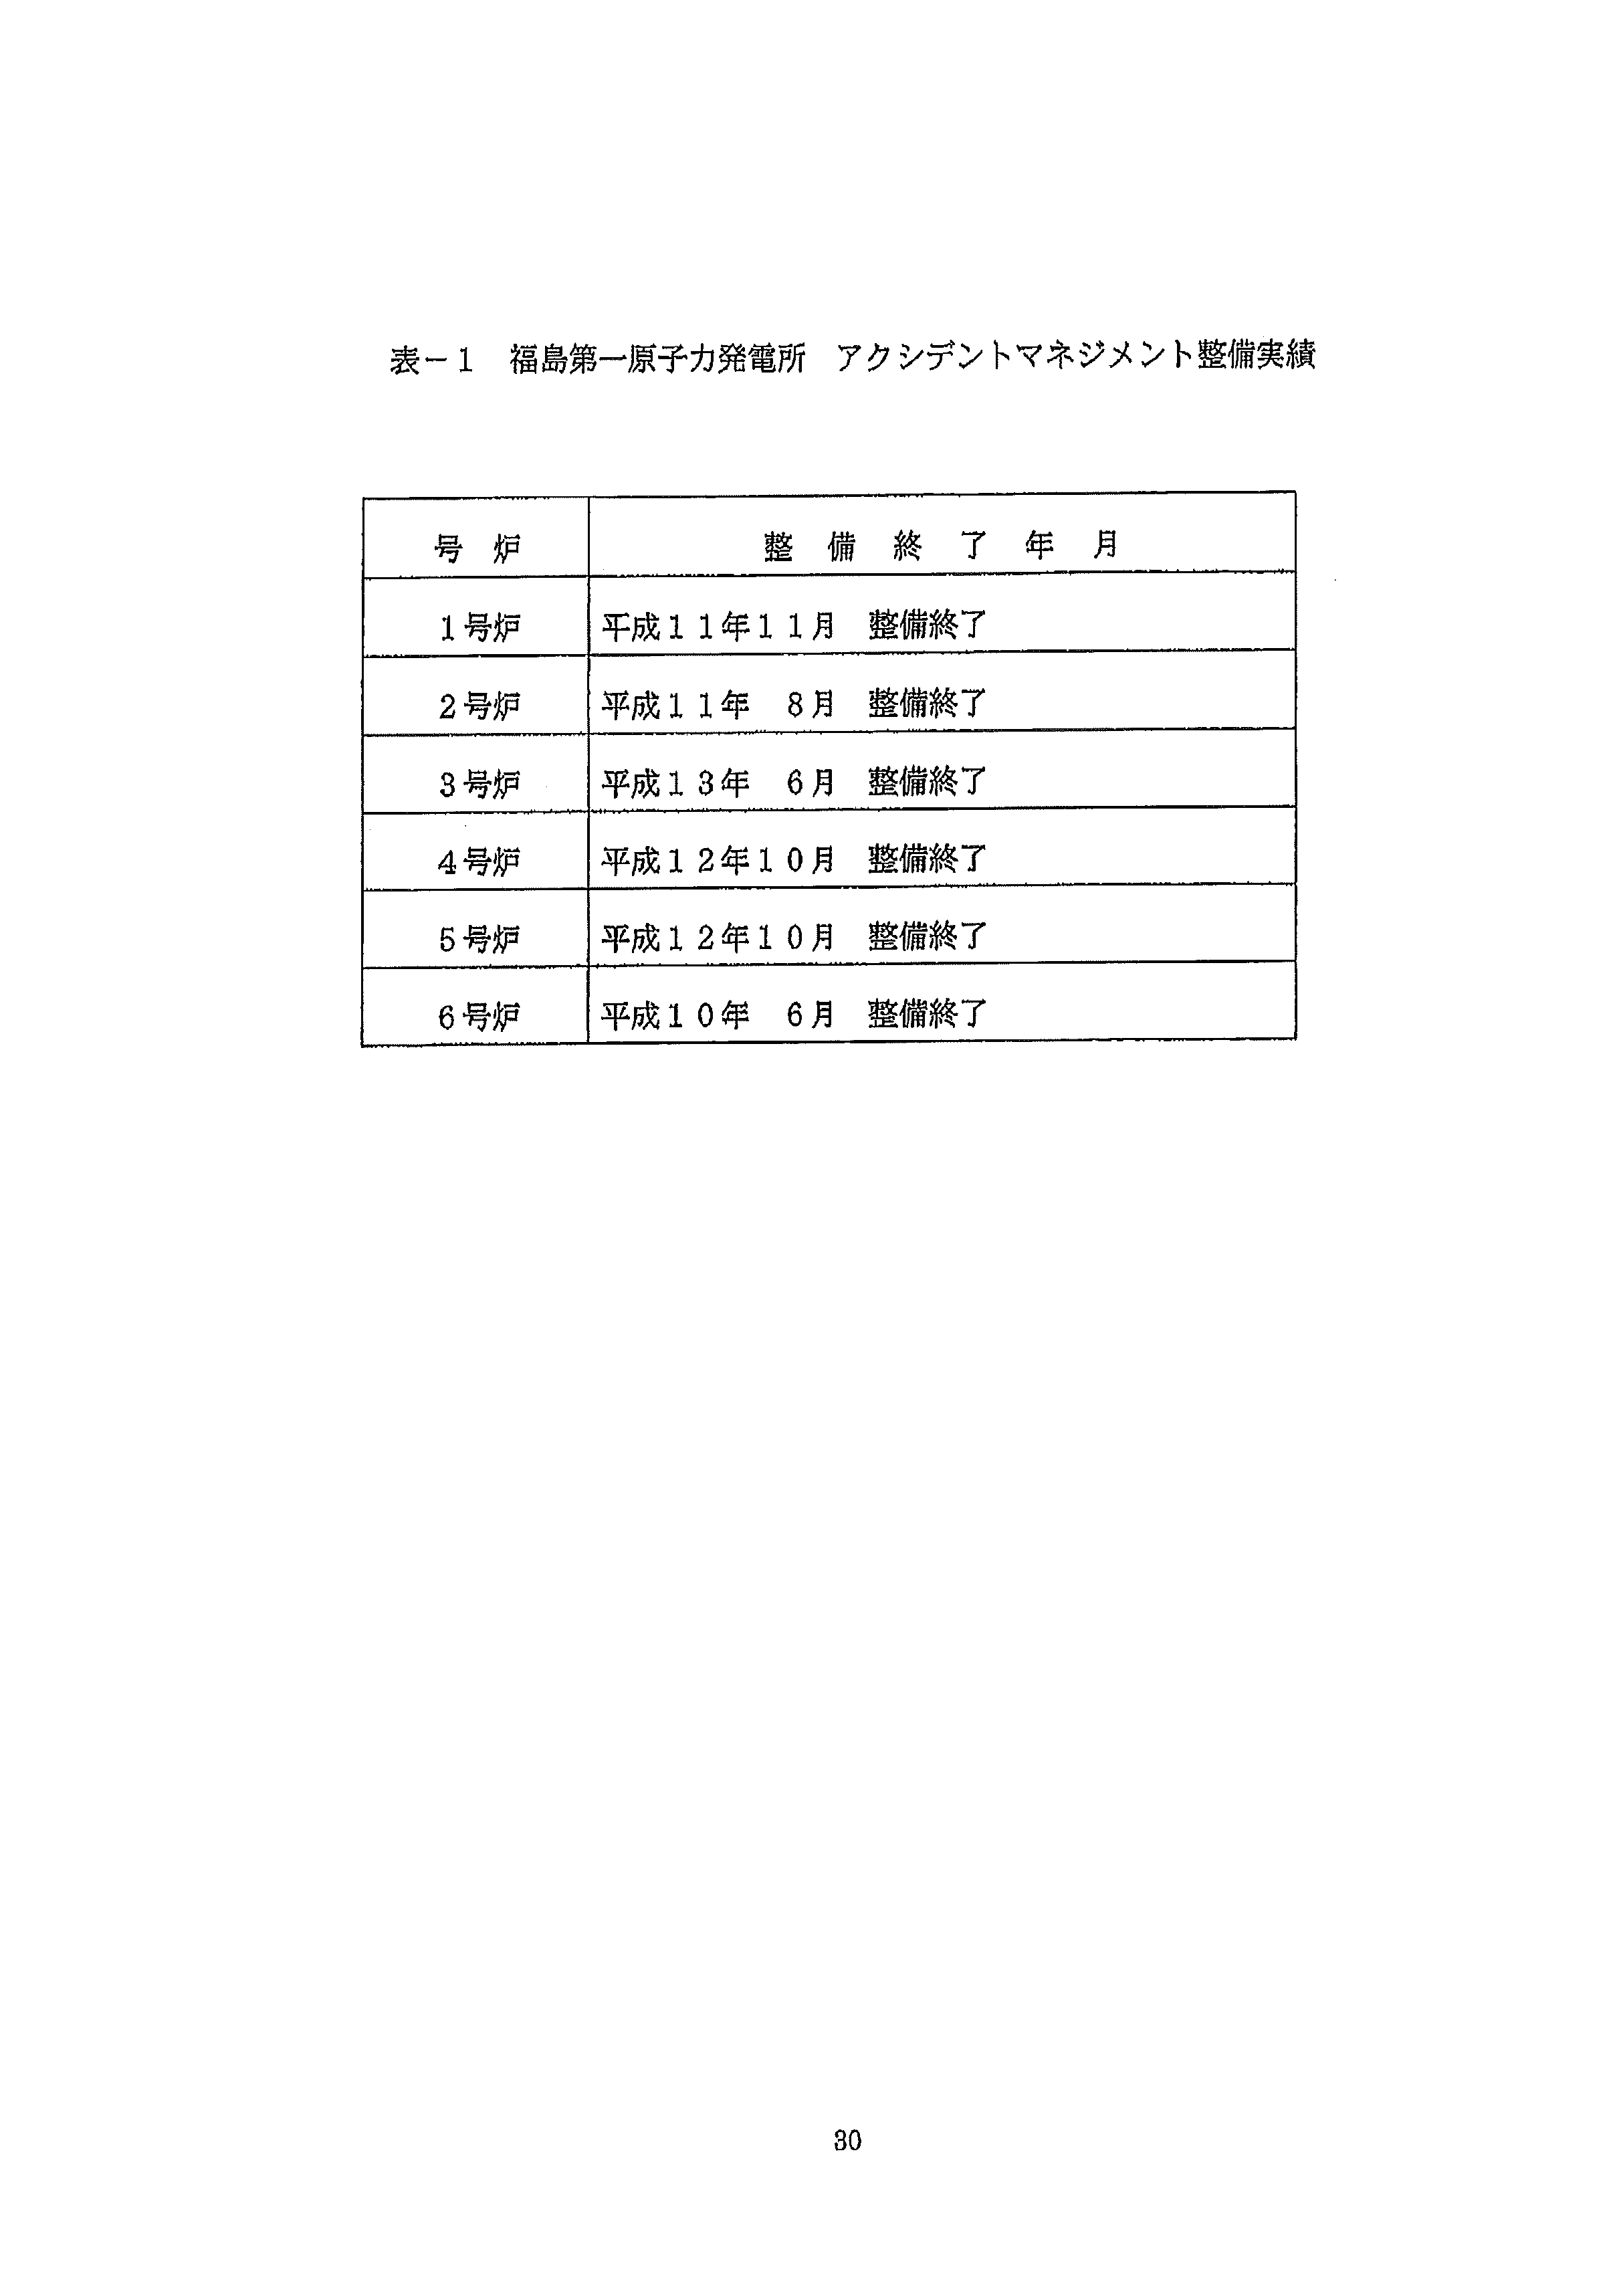 表－１　福島第一原子力発電所　アクシデントマネジメント整備実績
号　炉　整　備　終　了　年　月
１号炉　平成１１年１１月　整備終了
２号炉　平成１１年　８月　整備終了
３号炉　平成１３年　６月　整備終了
４号炉　平成１２年１０月　整備終了
５号炉　平成１２年１０月　整備終了
６号炉　平成１０年　６月　整備終了
30